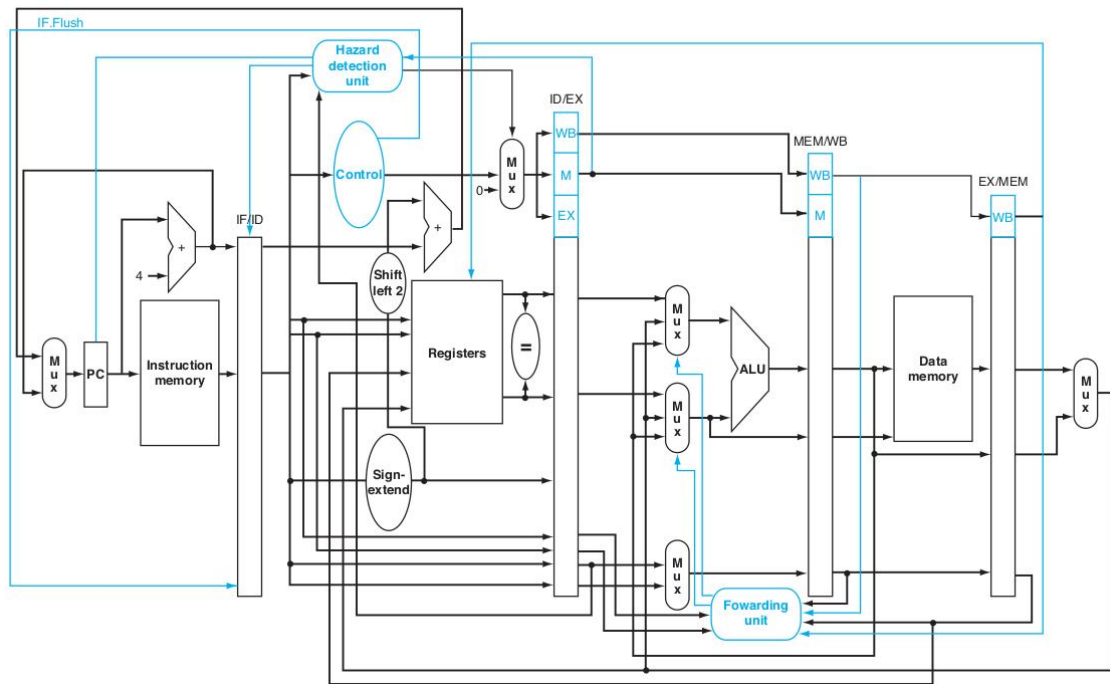 IF.Flush
Hazard
detection
unit
ID/EX
WB
M
EX
M
u
x
0
Control
MEM/WB
WB
M
EX/MEM
WB
IF/ID
+
+
4
Shift
left 2
Registers
=
M
u
x
PC
Instruction
memory
M
u
x
M
u
x
ALU
Data
memory
M
u
x
Sign-
extend
M
u
x
Fowarding
unit